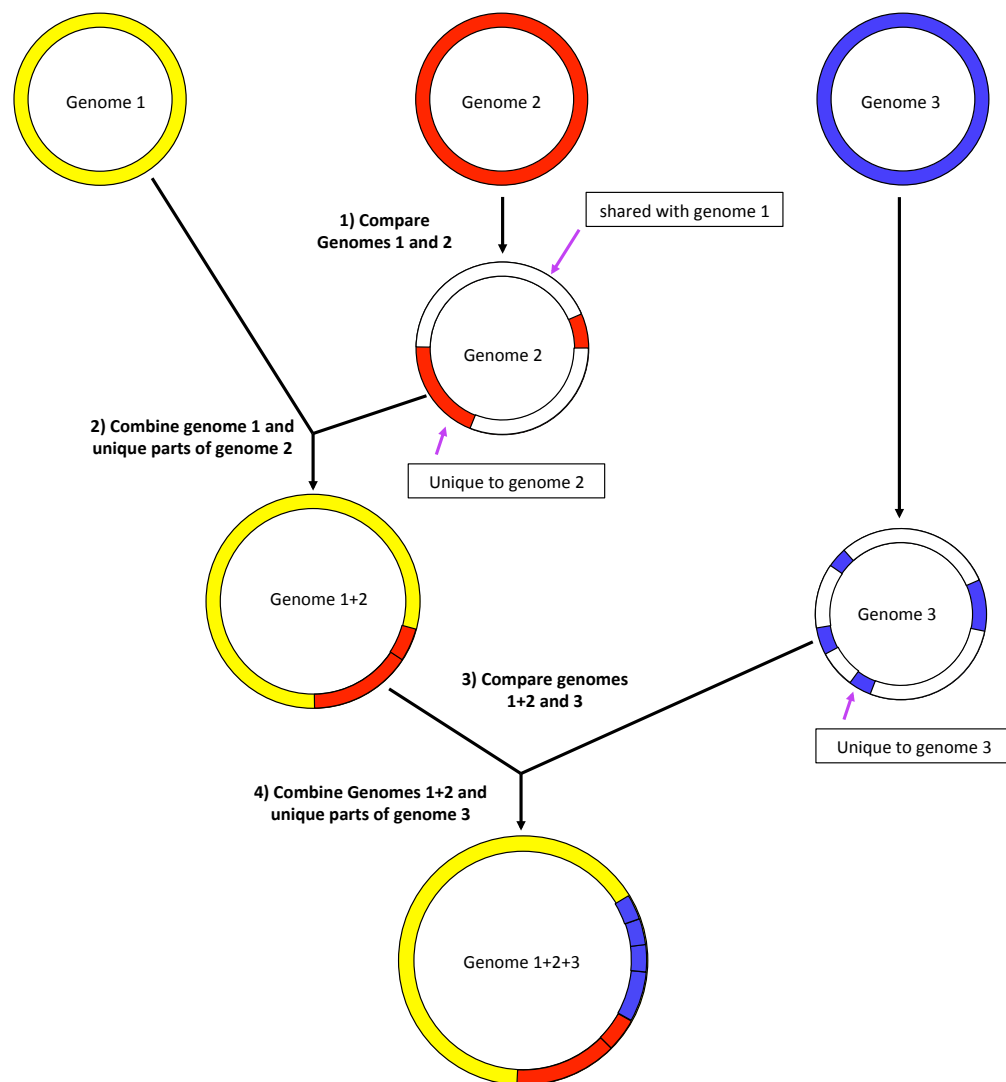 Genome 1
Genome 2
Genome 3
shared with genome 1
1) Compare
Genomes 1 and 2
Genome 2
2) Combine genome 1 and
unique parts of genome 2
Unique to genome 2
Genome 1+2
Genome 3
3) Compare genomes
1+2 and 3
Unique to genome 3
4) Combine Genomes 1+2 and
unique parts of genome 3
Genome 1+2+3